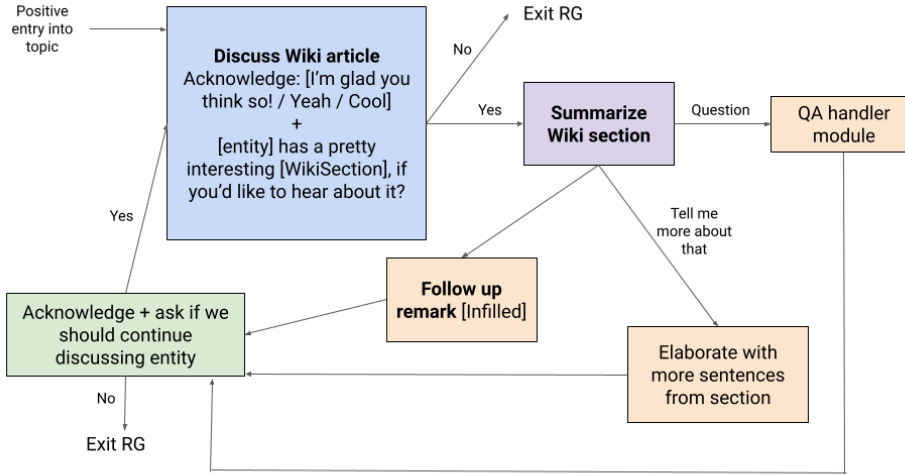 Positive
entry into
topic
Discuss Wiki article
Acknowledge: [I'm glad you
think so! / Yeah / Cool]
+
[entity] has a pretty
interesting [WikiSection], if
you'd like to hear about it?
No
Exit RG
Yes
Summarize
Wiki section
Question
QA handler
module
Tell me
more about
that
Yes
Follow up
remark [Infilled]
Acknowledge + ask if we
should continue
discussing entity
Elaborate with
more sentences
from section
No
Exit RG